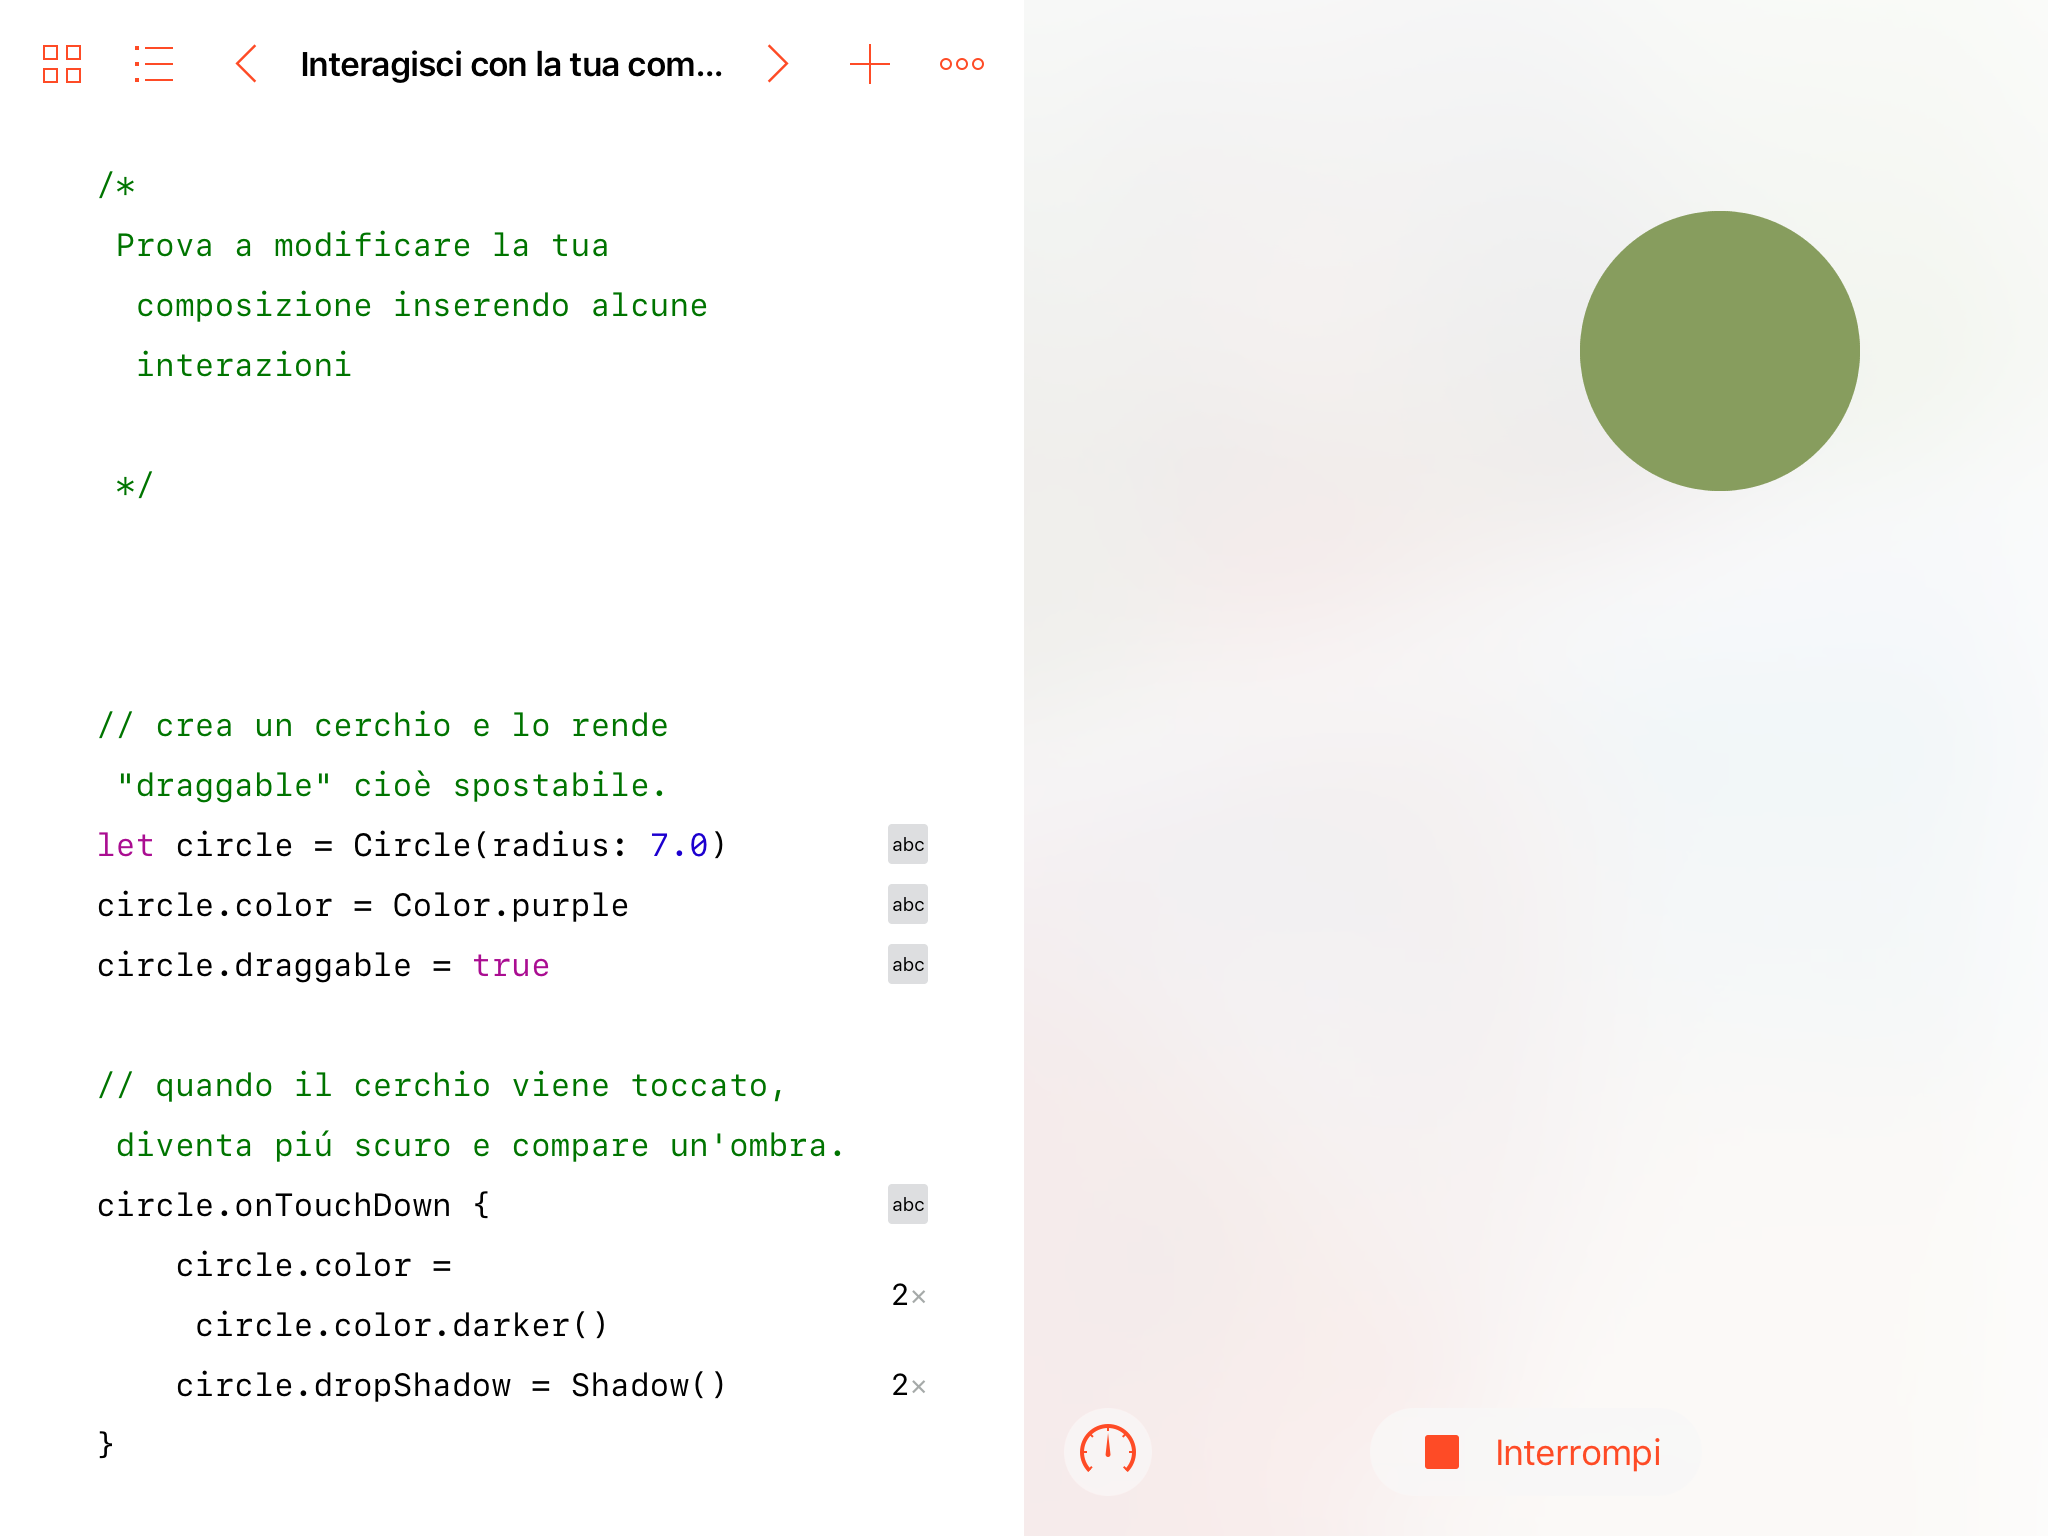 Interagisci con la tua com...
/*
Prova a modificare la tua
composizione inserendo alcune
interazioni
*/
// crea un cerchio e lo rende
"draggable" cioè spostabile.
let circle = Circle(radius: 7.0)
abc
circle.color = Color.purple
abc
circle.draggable = true
abc
// quando il cerchio viene toccato,
diventa piú scuro e compare un'ombra.
circle.onTouchDown {
abc
circle.color =
circle.color.darker()
2×
circle.dropShadow = Shadow()
2×
}
Interrompi